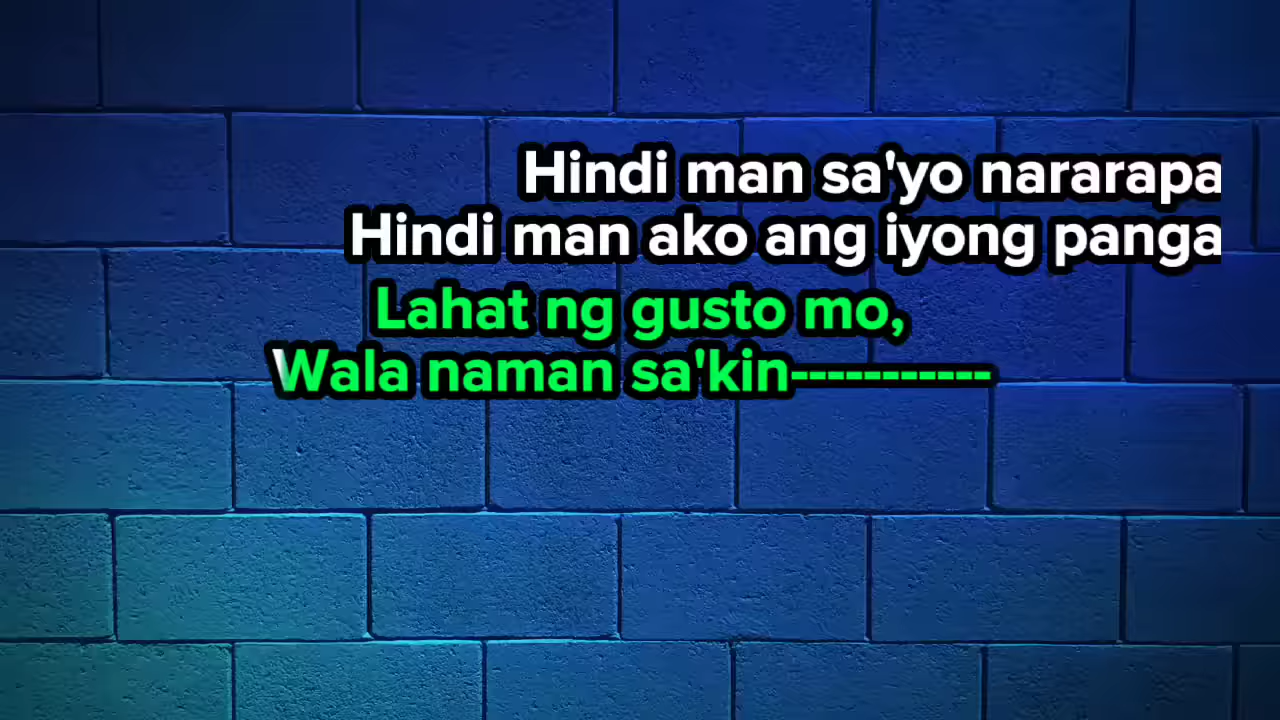 Hindi man sa'yo nararapa
Hindi man ako ang iyong panga
Lahat ng gusto mo,
Wala naman sa'kin-----------